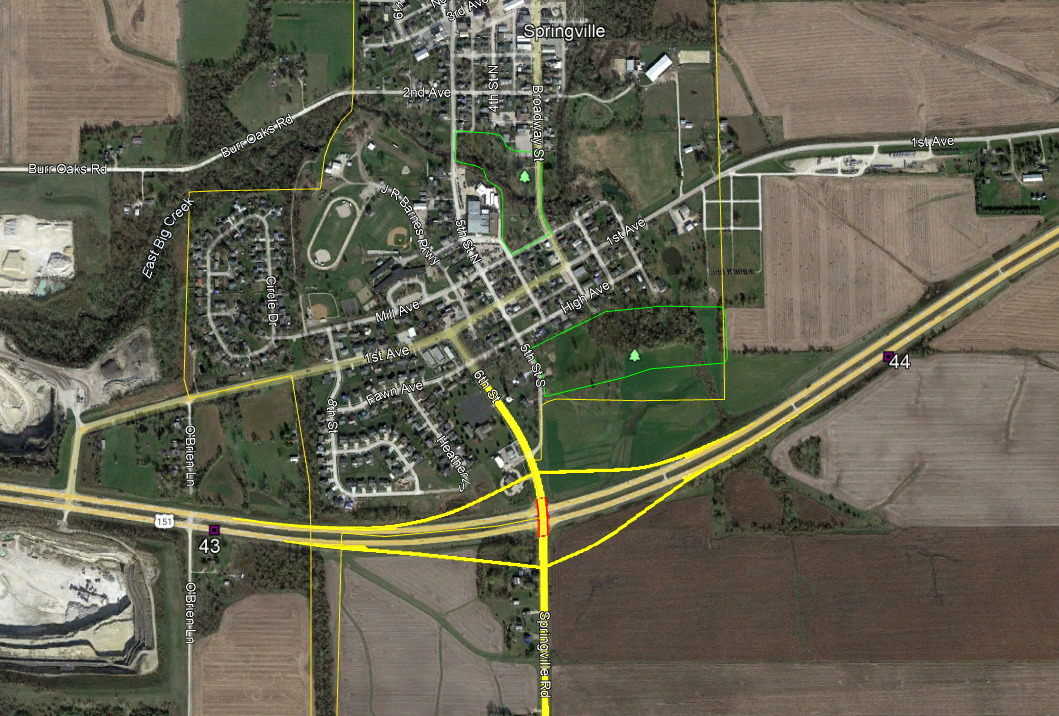 6th
No
3rd Ave
Springville
2nd Ave
4th St N
Broadway St
Burr Oaks Rd
Burr Oaks Rd
1st Ave
East Big Creek
J R Barnes Pkwy
5th St N
1st Ave
Circle Dr
High Ave
Mill Ave
1st Ave
5th St S
44
6th St
Fawn Ave
8th St
O'Brien Ln
Heather
151
43
O'Brien Ln
Springville Rd